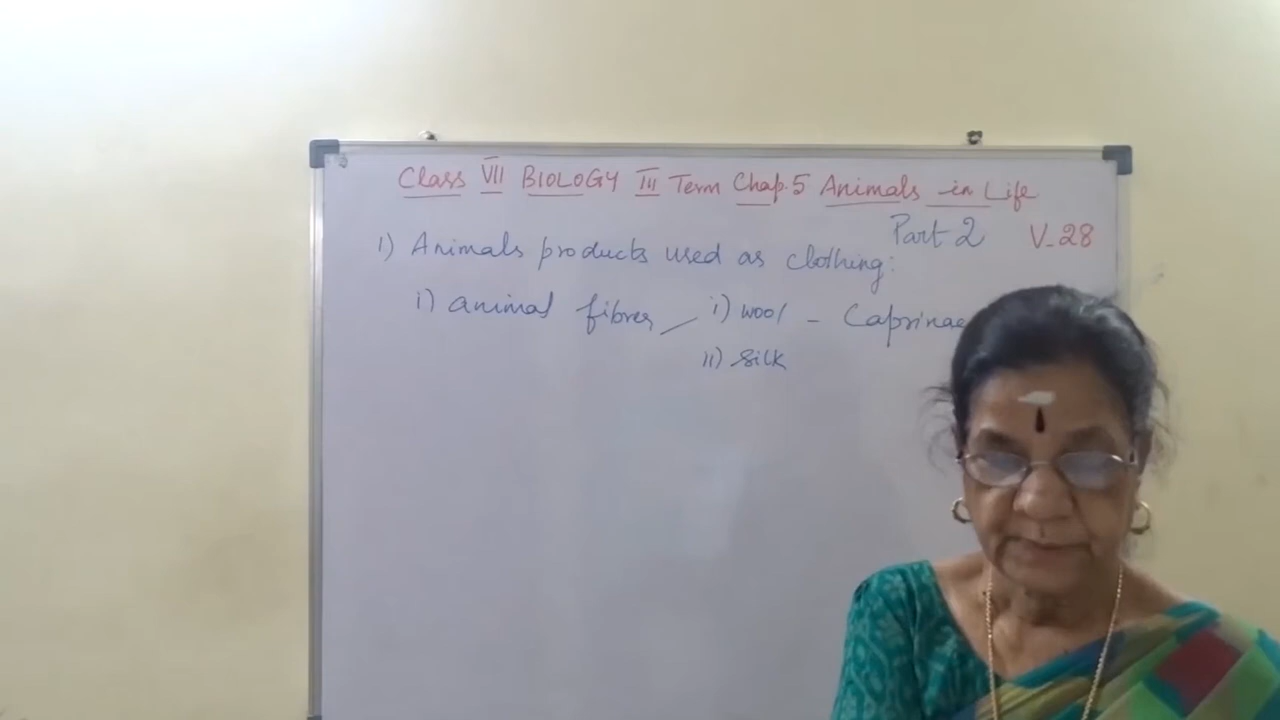 Class VII BIOLOGY III Term Chap.5 Animals in Life
Part 2 V-28
1) Animals products used as clothing:
i) animal fibres i) wool - Caprinae
ii) silk